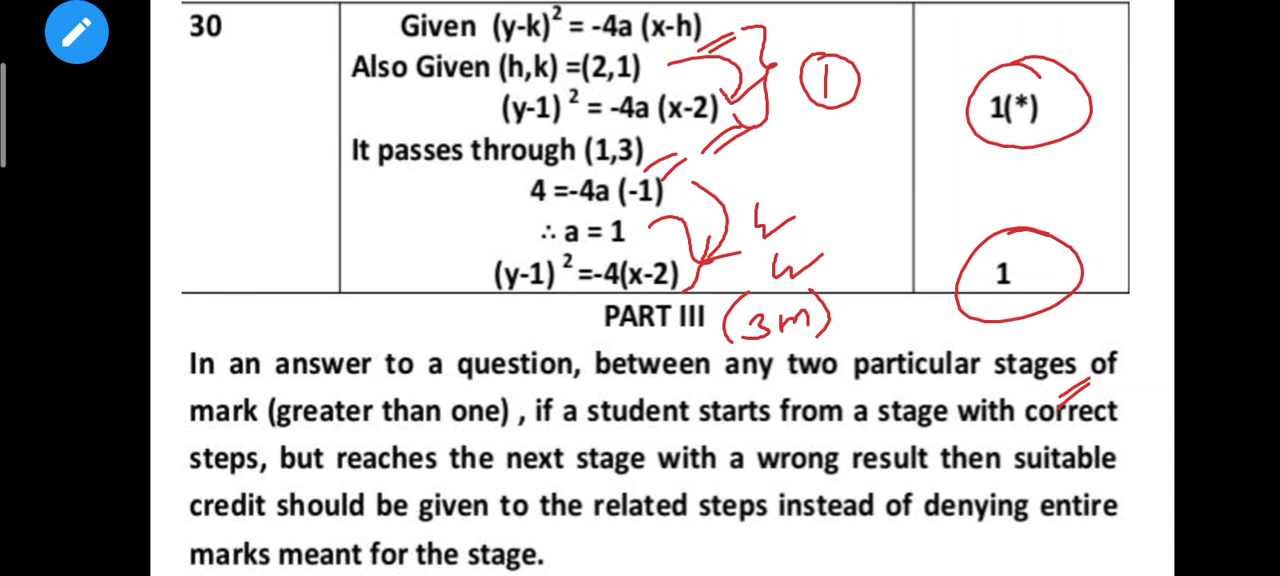 30
Given (y-k)² = -4a (x-h)
Also Given (h,k) =(2,1)
(y-1) ² = -4a (x-2)
1
1(*)
It passes through (1,3)
4 =-4a (-1)
∴ a = 1
(y-1) ²=-4(x-2)
1
PART III (3m)
In an answer to a question, between any two particular stages of
mark (greater than one) , if a student starts from a stage with correct
steps, but reaches the next stage with a wrong result then suitable
credit should be given to the related steps instead of denying entire
marks meant for the stage.